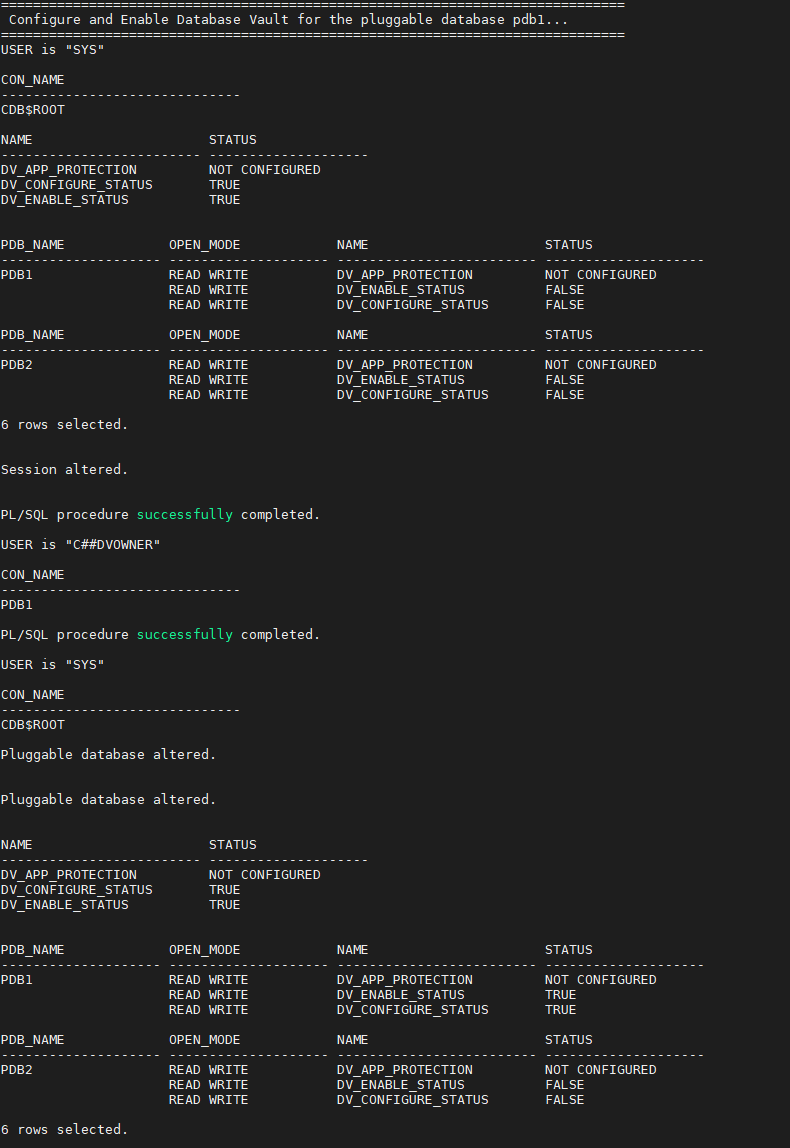 ==============================================================================
 Configure and Enable Database Vault for the pluggable database pdb1...
==============================================================================
USER is "SYS"

CON_NAME
------------------------------
CDB$ROOT

NAME                      STATUS
------------------------- --------------------
DV_APP_PROTECTION         NOT CONFIGURED
DV_CONFIGURE_STATUS       TRUE
DV_ENABLE_STATUS          TRUE


PDB_NAME             OPEN_MODE            NAME                      STATUS
-------------------- -------------------- ------------------------- --------------------
PDB1                 READ WRITE           DV_APP_PROTECTION         NOT CONFIGURED
                     READ WRITE           DV_ENABLE_STATUS          FALSE
                     READ WRITE           DV_CONFIGURE_STATUS       FALSE

PDB_NAME             OPEN_MODE            NAME                      STATUS
-------------------- -------------------- ------------------------- --------------------
PDB2                 READ WRITE           DV_APP_PROTECTION         NOT CONFIGURED
                     READ WRITE           DV_ENABLE_STATUS          FALSE
                     READ WRITE           DV_CONFIGURE_STATUS       FALSE

6 rows selected.


Session altered.


PL/SQL procedure successfully completed.

USER is "C##DVOWNER"

CON_NAME
------------------------------
PDB1

PL/SQL procedure successfully completed.

USER is "SYS"

CON_NAME
------------------------------
CDB$ROOT

Pluggable database altered.


Pluggable database altered.


NAME                      STATUS
------------------------- --------------------
DV_APP_PROTECTION         NOT CONFIGURED
DV_CONFIGURE_STATUS       TRUE
DV_ENABLE_STATUS          TRUE


PDB_NAME             OPEN_MODE            NAME                      STATUS
-------------------- -------------------- ------------------------- --------------------
PDB1                 READ WRITE           DV_APP_PROTECTION         NOT CONFIGURED
                     READ WRITE           DV_ENABLE_STATUS          TRUE
                     READ WRITE           DV_CONFIGURE_STATUS       TRUE

PDB_NAME             OPEN_MODE            NAME                      STATUS
-------------------- -------------------- ------------------------- --------------------
PDB2                 READ WRITE           DV_APP_PROTECTION         NOT CONFIGURED
                     READ WRITE           DV_ENABLE_STATUS          FALSE
                     READ WRITE           DV_CONFIGURE_STATUS       FALSE

6 rows selected.